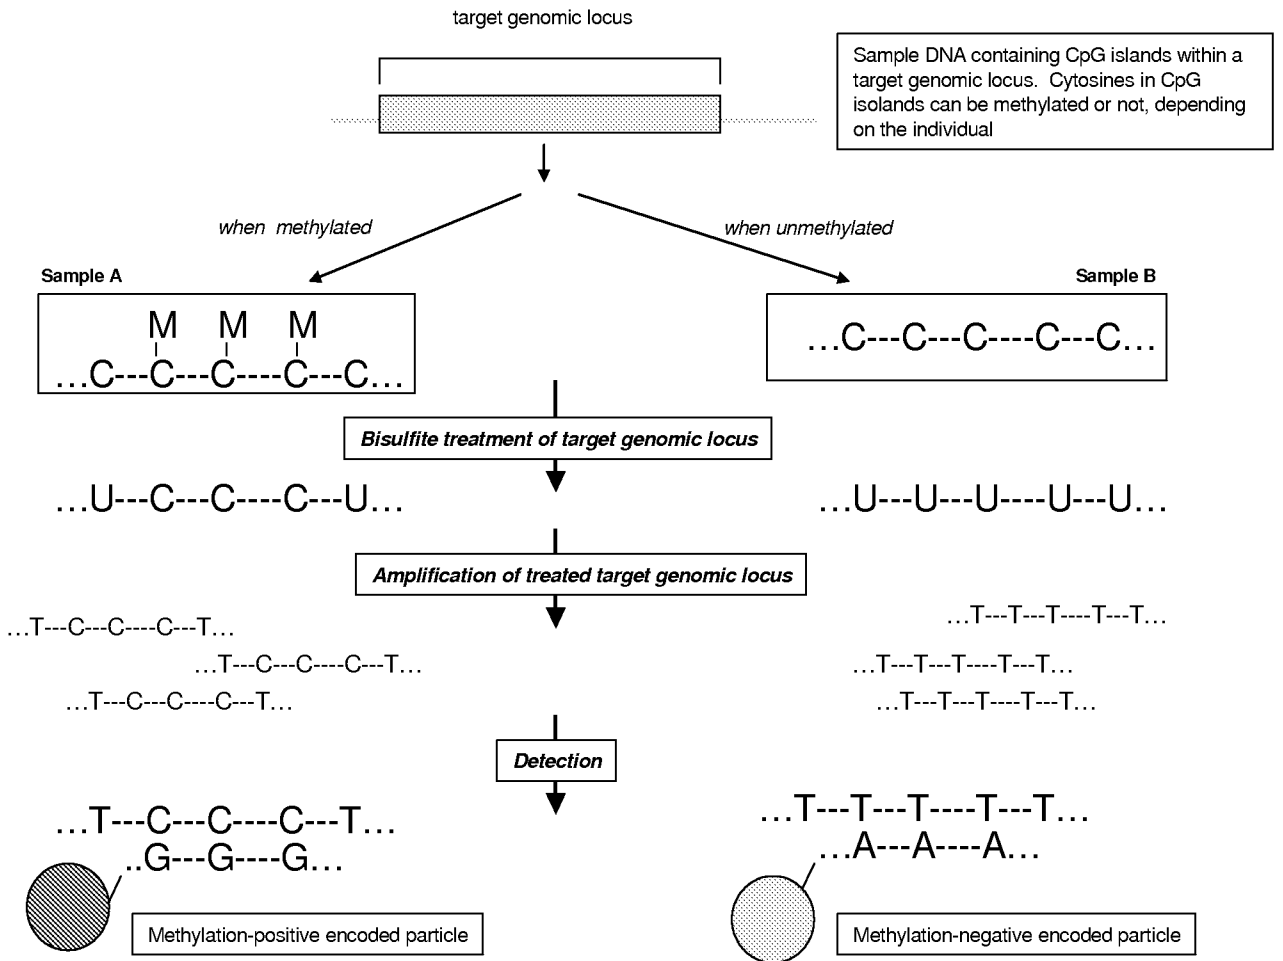 target genomic locus
Sample DNA containing CpG islands within a
target genomic locus.  Cytosines in CpG
isolands can be methylated or not, depending
on the individual
when  methylated
when unmethylated
Sample A
Sample B
M M M
...C---C---C----C---C...
...C---C---C----C---C...
Bisulfite treatment of target genomic locus
...U---C---C----C---U...
...U---U---U----U---U...
Amplification of treated target genomic locus
...T---C---C----C---T...
...T---C---C----C---T...
...T---C---C----C---T...
...T---T---T----T---T...
...T---T---T----T---T...
...T---T---T----T---T...
Detection
...T---C---C----C---T...
..G---G----G...
Methylation-positive encoded particle
...T---T---T----T---T...
...A---A----A...
Methylation-negative encoded particle